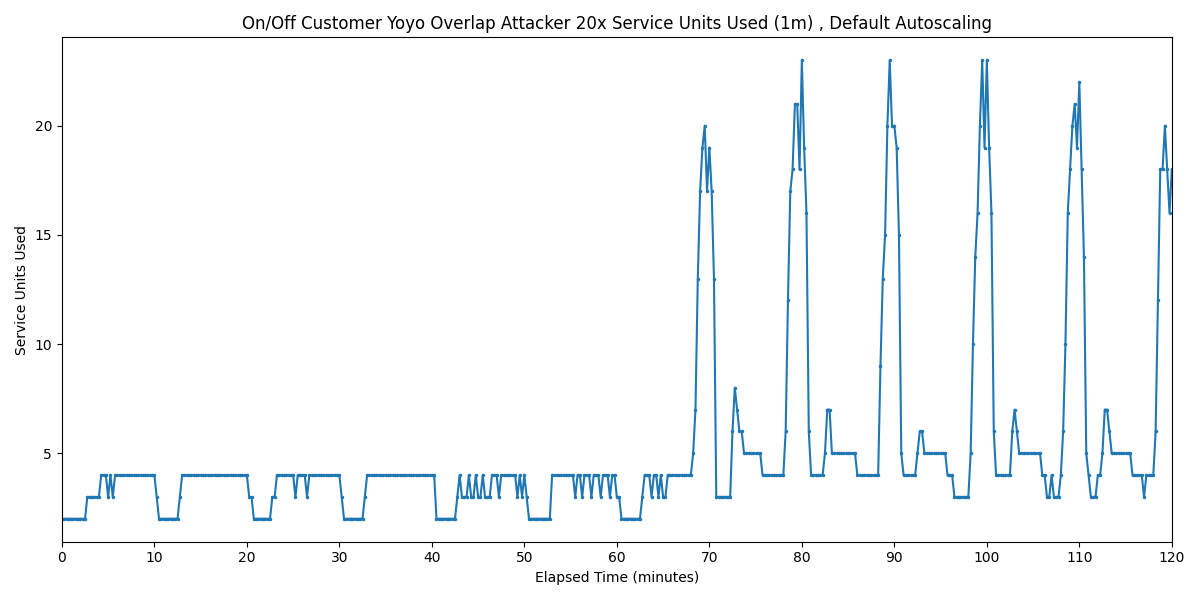 On/Off Customer Yoyo Overlap Attacker 20x Service Units Used (1m) , Default Autoscaling
Service Units Used
20
15
10
5
0 10 20 30 40 50 60 70 80 90 100 110 120
Elapsed Time (minutes)